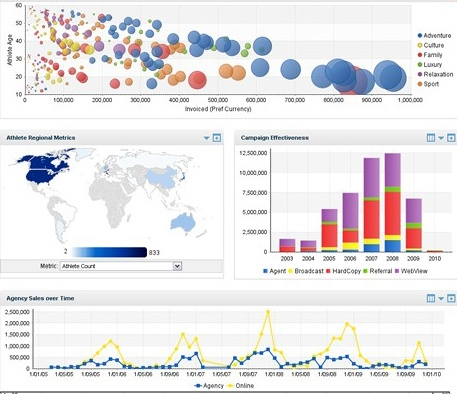 Athlete Age
60
50
40
30
20
10
100,000 200,000 300,000 400,000 500,000 600,000 700,000 800,000 900,000 1,000,000
Invoiced (Pref Currency)
Adventure
Culture
Family
Luxury
Relaxation
Sport
Athlete Regional Metrics
2 833
Metric: Athlete Count
Campaign Effectiveness
12,500,000
10,000,000
7,500,000
5,000,000
2,500,000
0
2003 2004 2005 2006 2007 2008 2009 2010
Agent Broadcast HardCopy Referral WebView
Agency Sales over Time
2,500,000
2,000,000
1,500,000
1,000,000
500,000
0
1/01/05 1/05/05 1/09/05 1/01/06 1/05/06 1/09/06 1/01/07 1/05/07 1/09/07 1/01/08 1/05/08 1/09/08 1/01/09 1/05/09 1/09/09 1/01/10
Agency Online